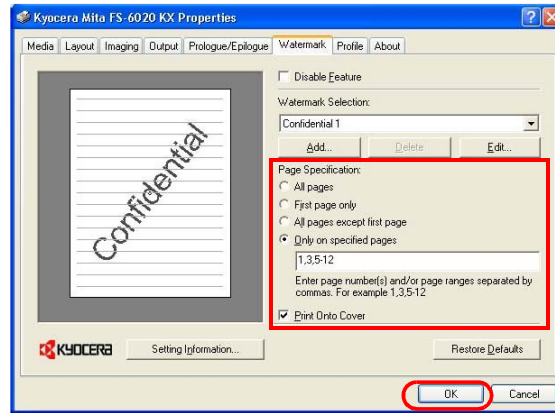 Kyocera Mita FS-6020 KX Properties
Media Layout Imaging Output Prologue/Epilogue Watermark Profile About
Confidential
Disable Feature
Watermark Selection:
Confidential 1
Add... Delete Edit...
Page Specification:
All pages
First page only
All pages except first page
Only on specified pages
1,3,5-12
Enter page number(s) and/or page ranges separated by
commas. For example 1,3,5-12
Print Onto Cover
KYOCERA Setting Information... Restore Defaults
OK Cancel